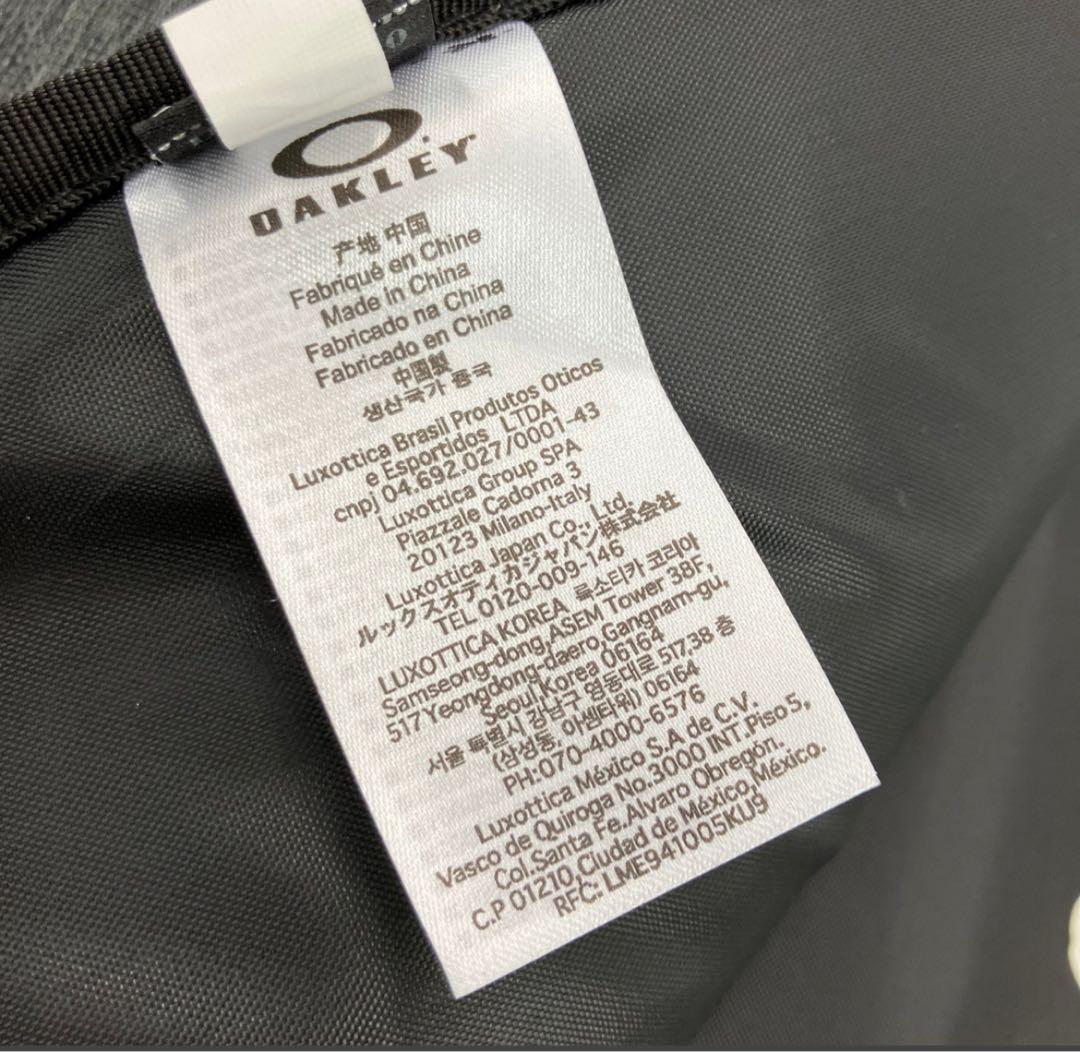 OAKLEY
产地 中国
Fabriqué en Chine
Made in China
Fabricado na China
Fabricado en China
中国製
생산국가 중국
Luxottica Brasil Produtos Oticos
e Esportidos LTDA
cnpj 04.692.027/0001-43
Luxottica Group SPA
Piazzale Cadorna 3
20123 Milano-Italy
Luxottica Japan Co., Ltd.
ルックスオティカジャパン株式会社
TEL 0120-009-146
LUXOTTICA KOREA 룩소티카 코리아
Samseong-dong,ASEM Tower 38F,
517Yeongdong-daero,Gangnam-gu,
Seoul Korea 06164
서울 특별시 강남구 영동대로 517,38 층
(삼성동, 아셈타워) 06164
PH:070-4000-6576
Luxottica México S.A de C.V.
Vasco de Quiroga No.3000 INT.Piso 5,
Col.Santa Fe.Alvaro Obregón.
C.P 01210,Ciudad de México,México.
RFC: LME941005KU9